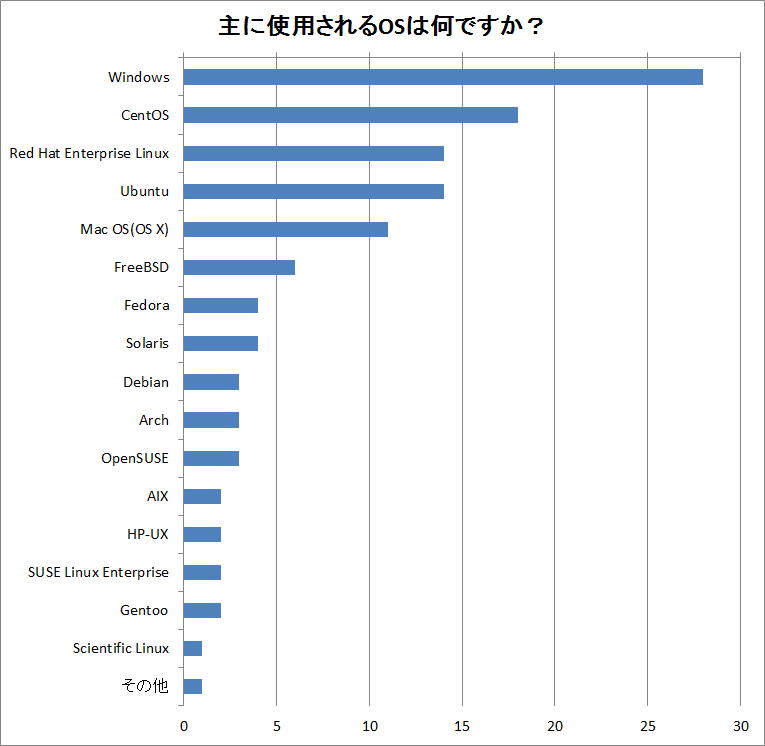 主に使用されるOSは何ですか？
Windows
CentOS
Red Hat Enterprise Linux
Ubuntu
Mac OS(OS X)
FreeBSD
Fedora
Solaris
Debian
Arch
OpenSUSE
AIX
HP-UX
SUSE Linux Enterprise
Gentoo
Scientific Linux
その他
0 5 10 15 20 25 30